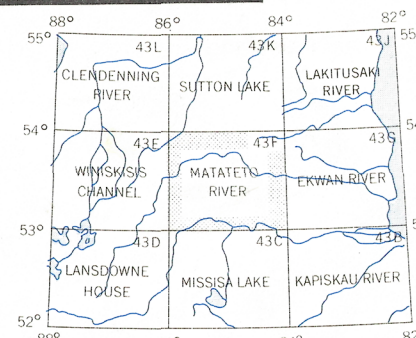 88° 86° 84° 82°
55° 43L 43K 43J 55
CLENDENNING
RIVER
SUTTON LAKE
LAKITUSAKI
RIVER
54° 43E 43F 43G 54
WINISKISIS
CHANNEL
MATATETO
RIVER
EKWAN RIVER
53° 43D 43C 43B
LANSDOWNE
HOUSE
MISSISA LAKE
KAPISKAU RIVER
52°